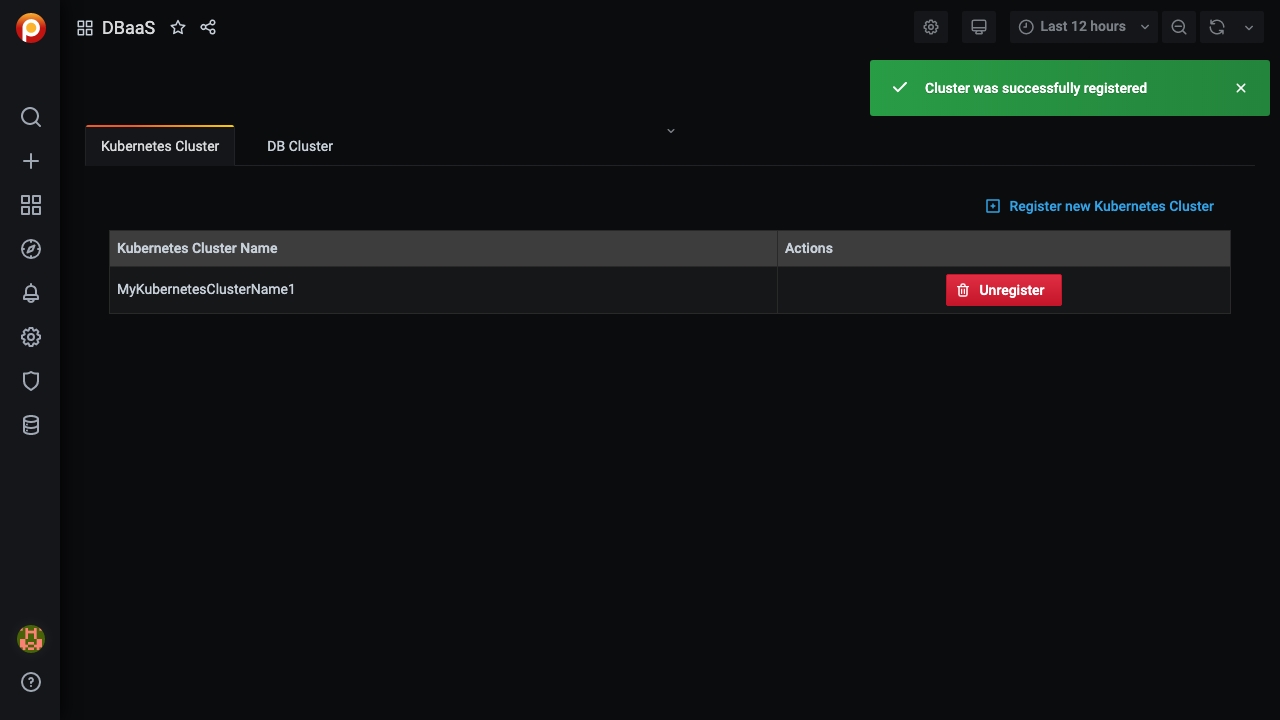 DBaaS
Last 12 hours
Cluster was successfully registered
Kubernetes Cluster
DB Cluster
Register new Kubernetes Cluster
Kubernetes Cluster Name
Actions
MyKubernetesClusterName1
Unregister